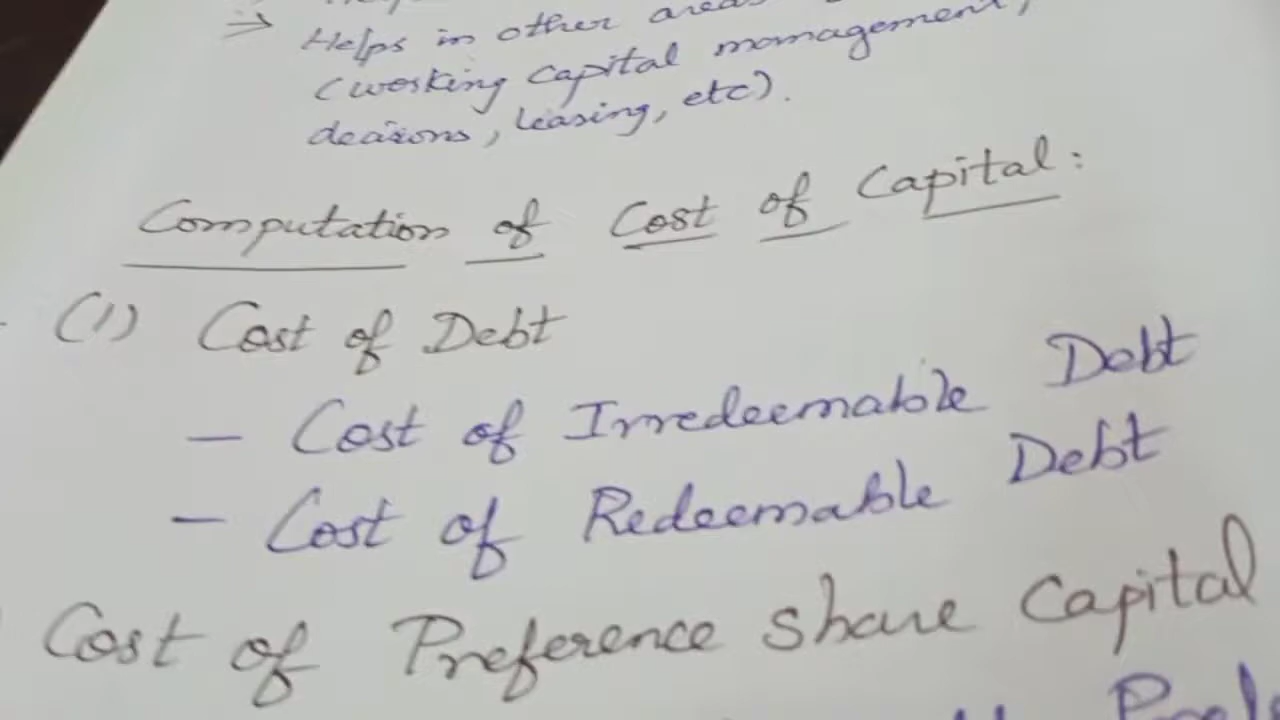 ⇒ Helps in other areas
(working capital management,
decisions, leasing, etc).
Computation of Cost of Capital:
(1) Cost of Debt
— Cost of Irredeemable Debt
— Cost of Redeemable Debt
Cost of Preference Share Capital